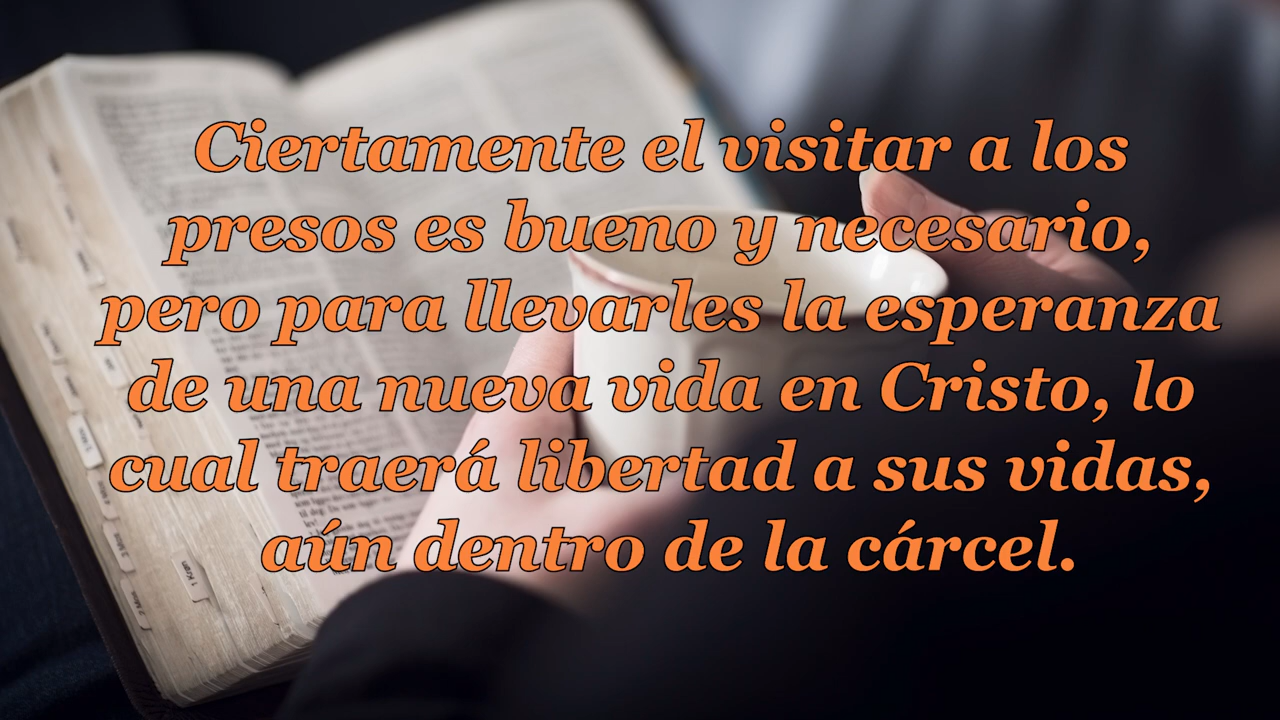 Ciertamente el visitar a los
presos es bueno y necesario,
pero para llevarles la esperanza
de una nueva vida en Cristo, lo
cual traerá libertad a sus vidas,
aún dentro de la cárcel.